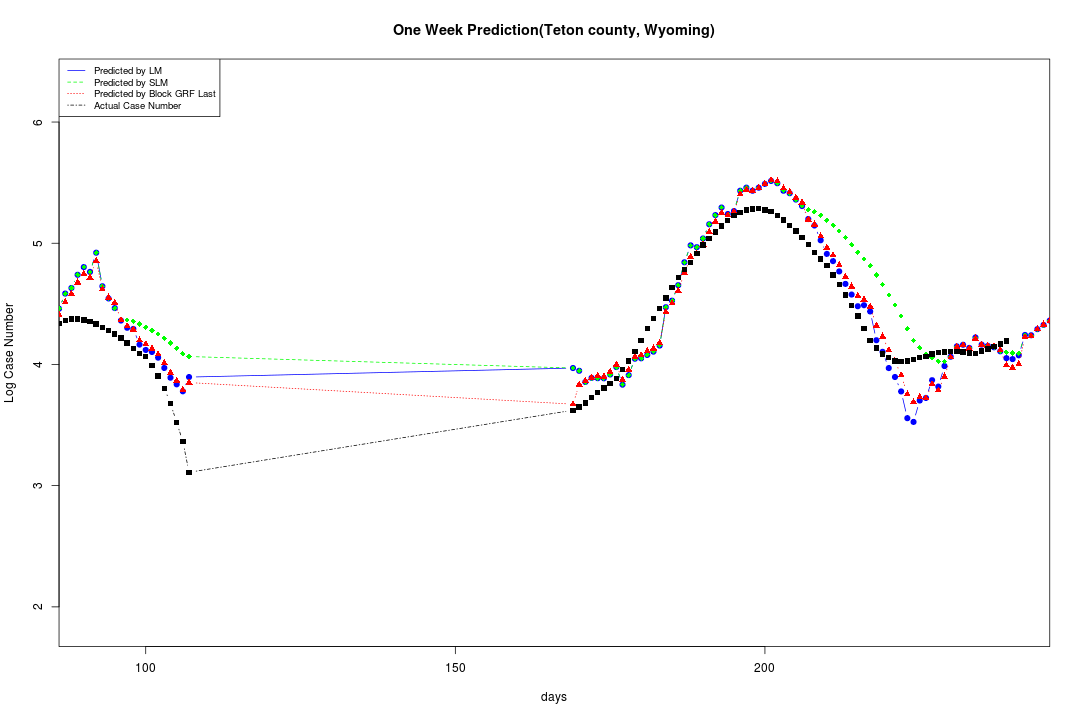 One Week Prediction(Teton county, Wyoming)
Predicted by LM
Predicted by SLM
Predicted by Block GRF Last
Actual Case Number
6
5
4
3
2
Log Case Number
100 150 200
days